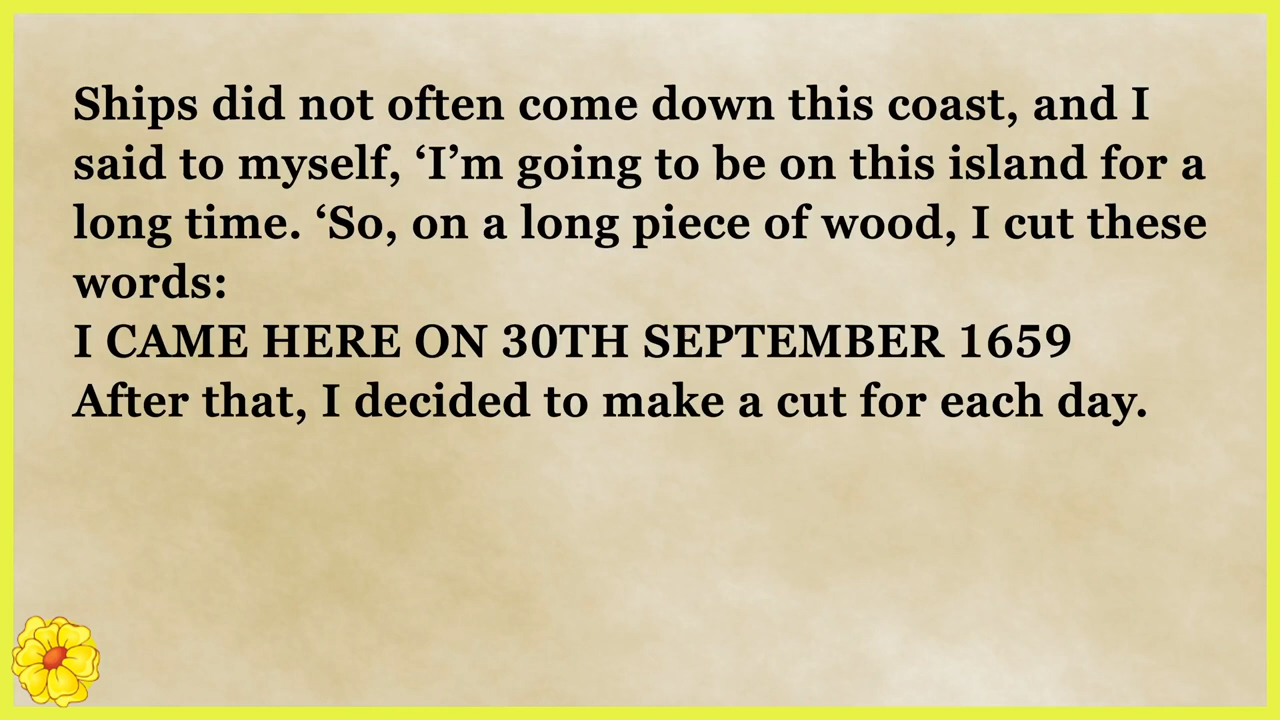 Ships did not often come down this coast, and I
said to myself, ‘I’m going to be on this island for a
long time. ‘So, on a long piece of wood, I cut these
words:
I CAME HERE ON 30TH SEPTEMBER 1659
After that, I decided to make a cut for each day.